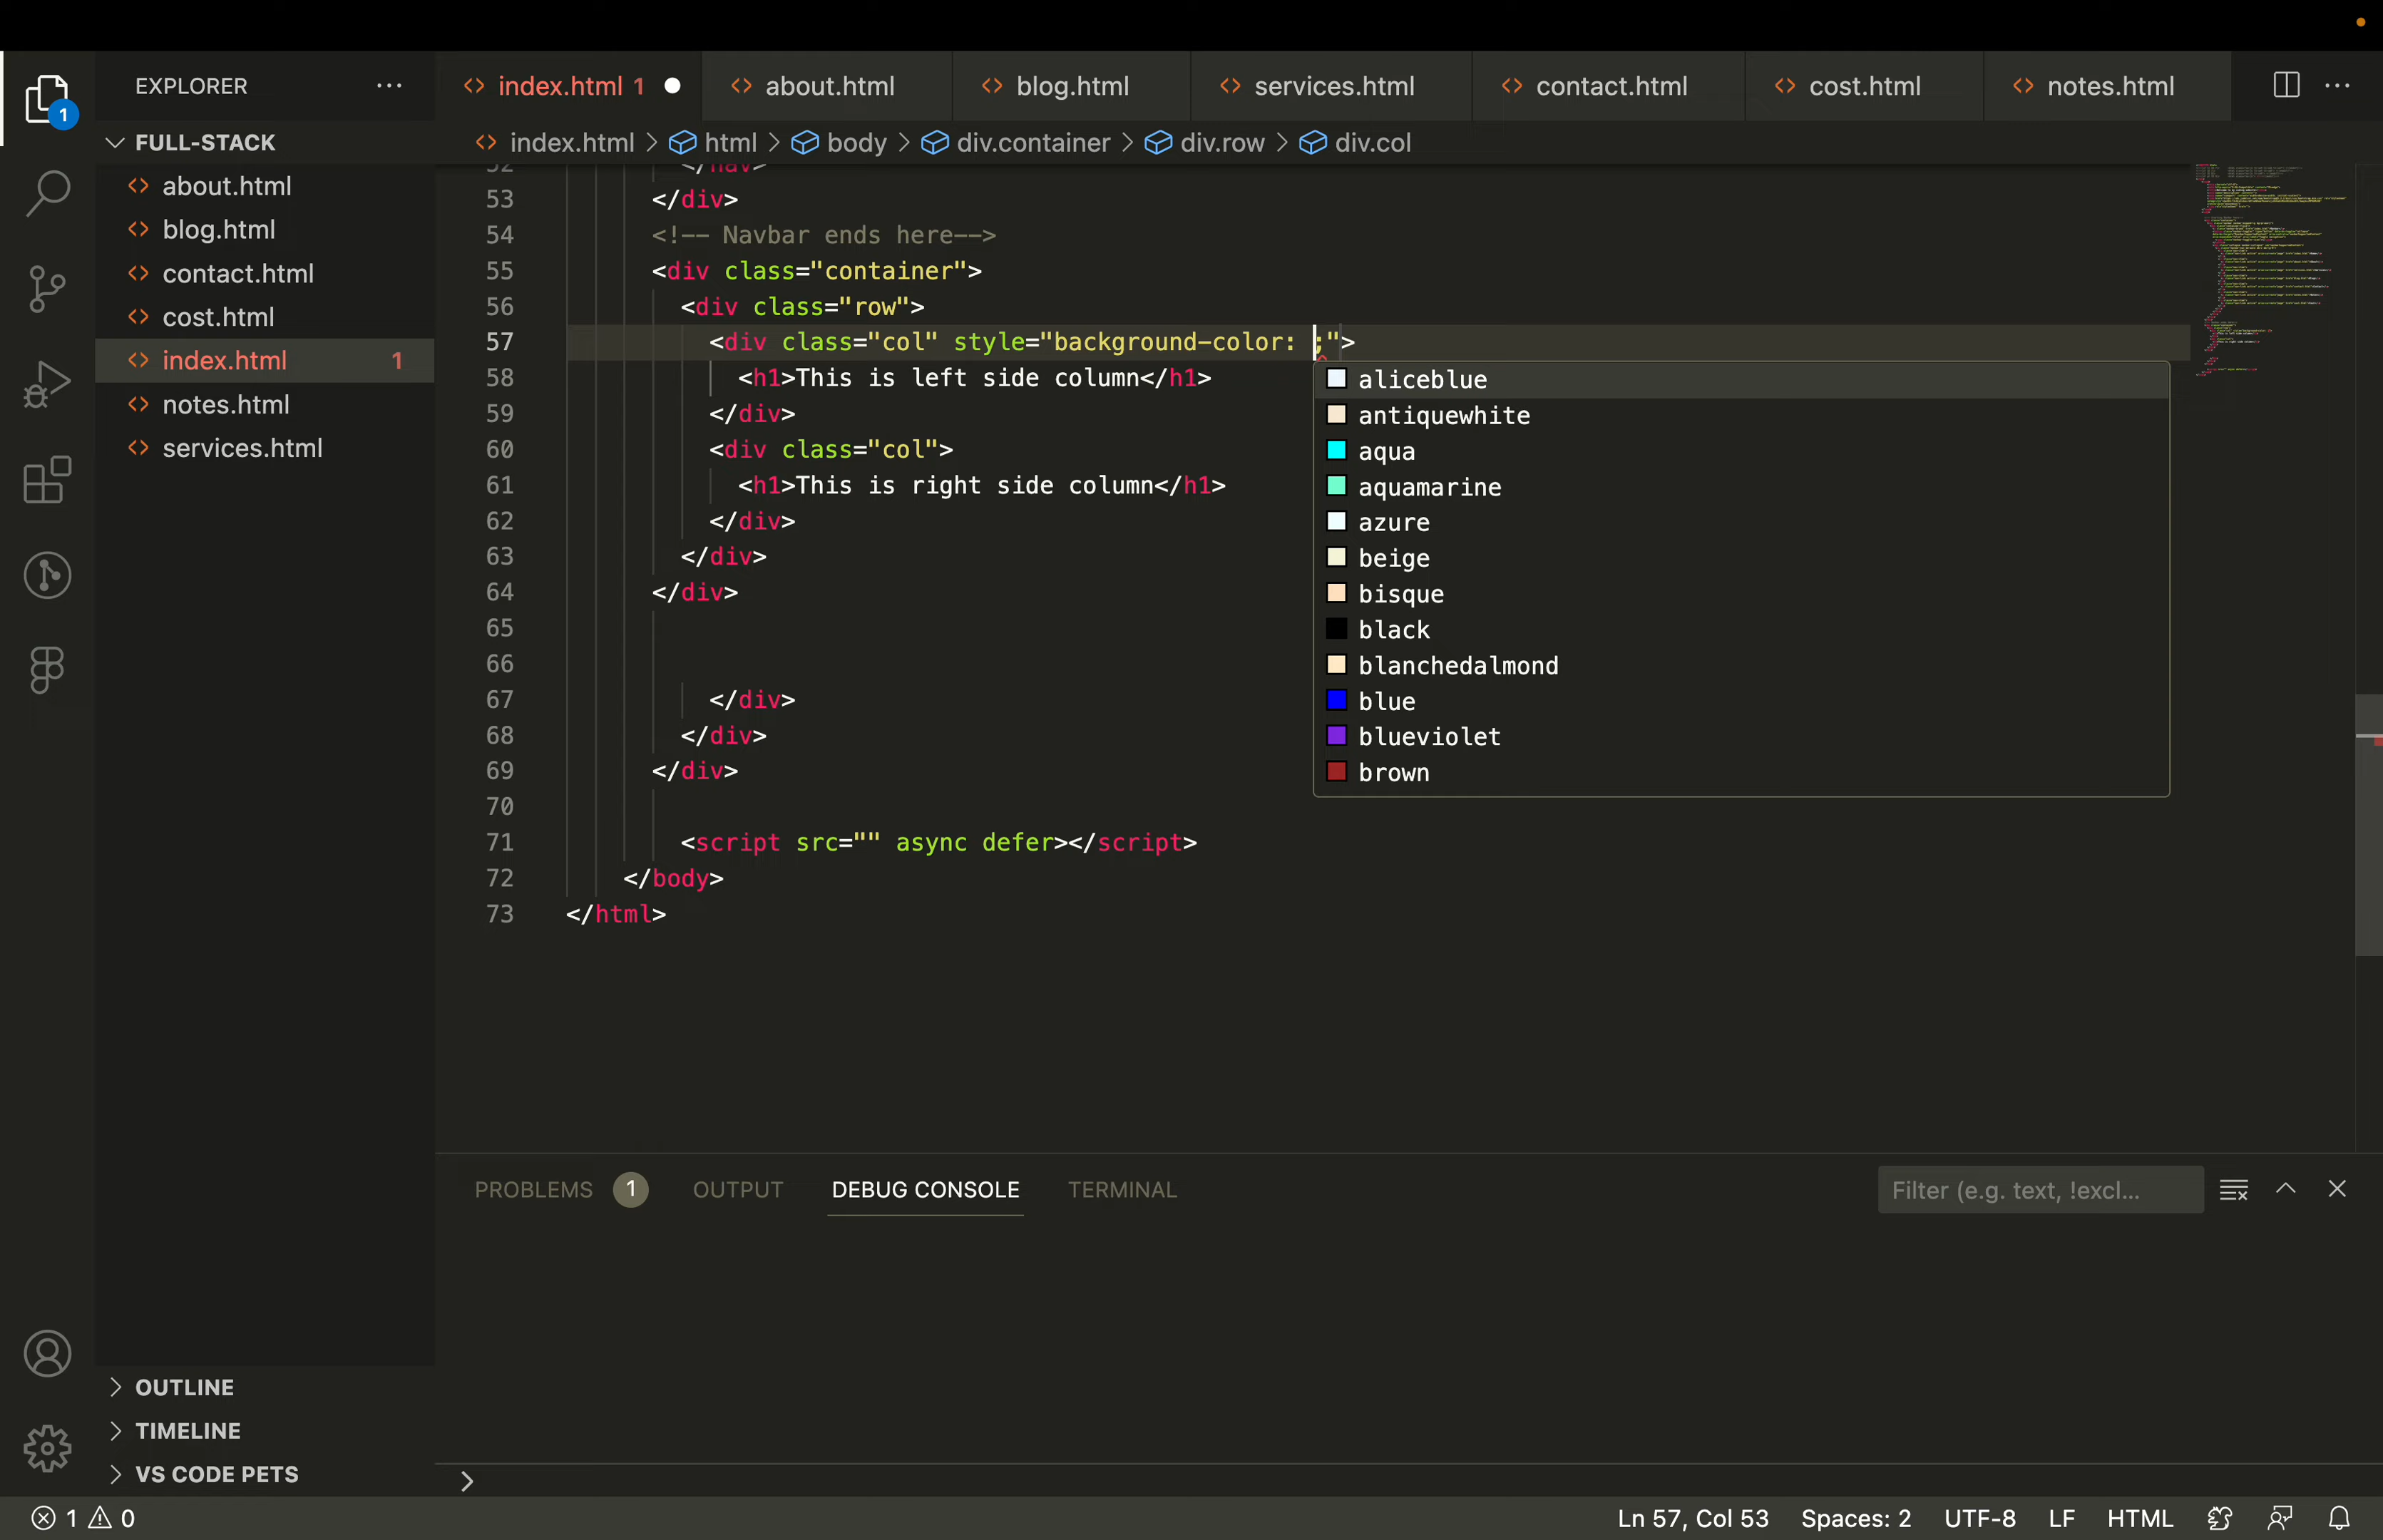 EXPLORER
index.html 1
about.html
blog.html
services.html
contact.html
cost.html
notes.html
1
FULL-STACK
index.html > html > body > div.container > div.row > div.col
about.html
blog.html
contact.html
cost.html
index.html 1
notes.html
services.html
52 </nav>
53 </div>
54 <!-- Navbar ends here-->
55 <div class="container">
56 <div class="row">
57 <div class="col" style="background-color: ;">
58 <h1>This is left side column</h1>
59 </div>
60 <div class="col">
61 <h1>This is right side column</h1>
62 </div>
63 </div>
64 </div>
65
66
67 </div>
68 </div>
69 </div>
70
71 <script src="" async defer></script>
72 </body>
73 </html>
aliceblue
antiquewhite
aqua
aquamarine
azure
beige
bisque
black
blanchedalmond
blue
blueviolet
brown
PROBLEMS 1 OUTPUT DEBUG CONSOLE TERMINAL
Filter (e.g. text, !excl...
OUTLINE
TIMELINE
VS CODE PETS
1 0
Ln 57, Col 53 Spaces: 2 UTF-8 LF HTML